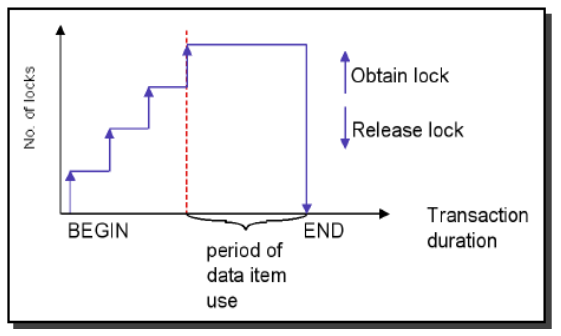 No. of locks
Obtain lock
Release lock
BEGIN
END
Transaction
duration
period of
data item
use